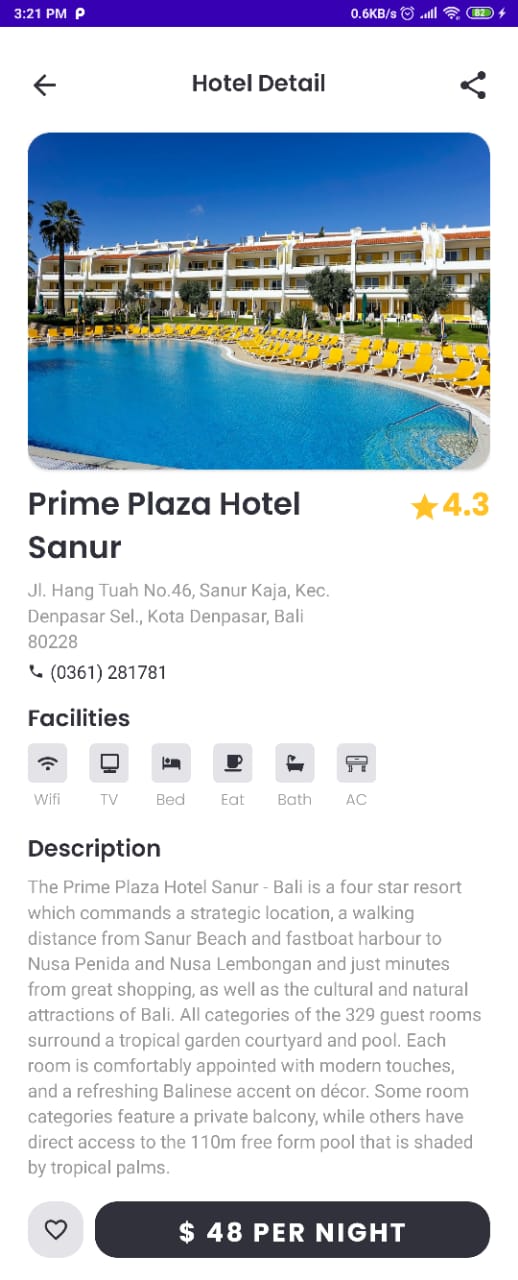 3:21 PM P 0.6KB/s 82
Hotel Detail
Prime Plaza Hotel
Sanur
4.3
Jl. Hang Tuah No.46, Sanur Kaja, Kec.
Denpasar Sel., Kota Denpasar, Bali
80228
(0361) 281781
Facilities
Wifi TV Bed Eat Bath AC
Description
The Prime Plaza Hotel Sanur - Bali is a four star resort
which commands a strategic location, a walking
distance from Sanur Beach and fastboat harbour to
Nusa Penida and Nusa Lembongan and just minutes
from great shopping, as well as the cultural and natural
attractions of Bali. All categories of the 329 guest rooms
surround a tropical garden courtyard and pool. Each
room is comfortably appointed with modern touches,
and a refreshing Balinese accent on décor. Some room
categories feature a private balcony, while others have
direct access to the 110m free form pool that is shaded
by tropical palms.
$ 48 PER NIGHT